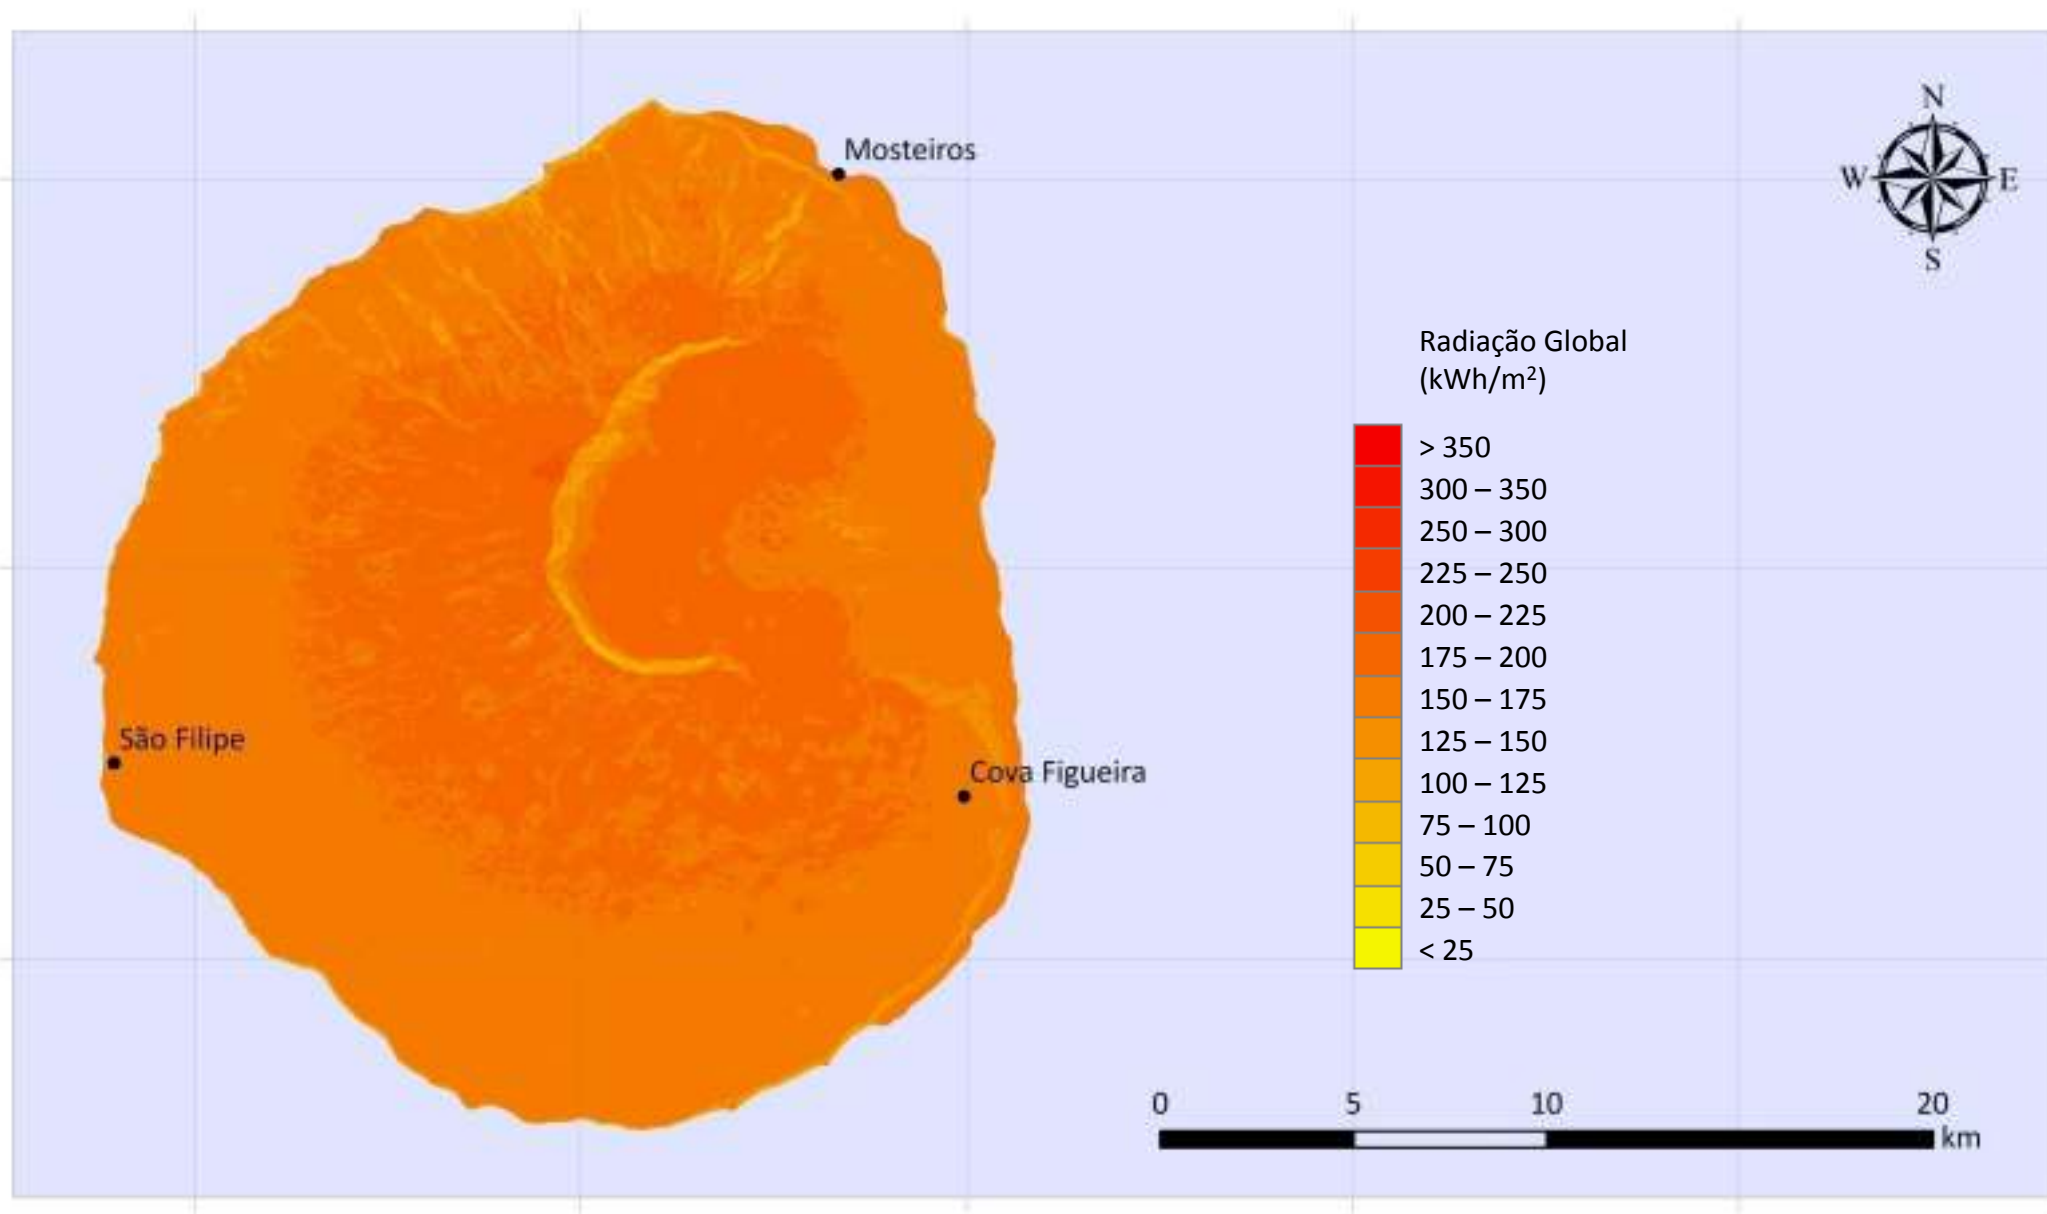 N
W
E
S
Mosteiros
São Filipe
Cova Figueira
Radiação Global
(kWh/m²)
> 350
300 – 350
250 – 300
225 – 250
200 – 225
175 – 200
150 – 175
125 – 150
100 – 125
75 – 100
50 – 75
25 – 50
< 25
0 5 10 20
km